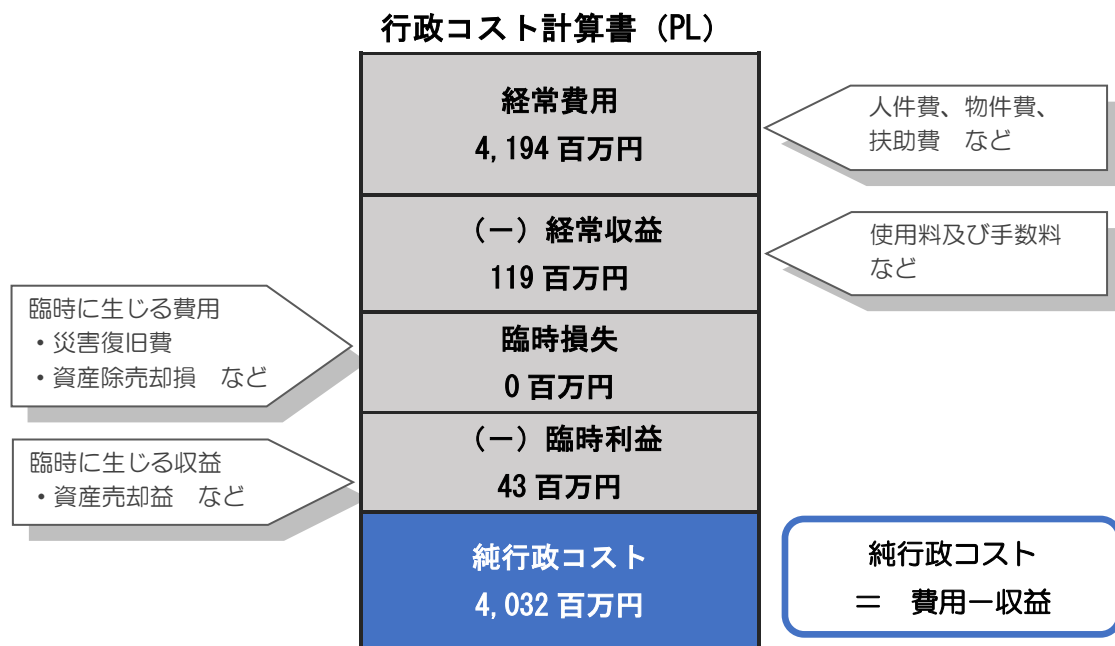 行政コスト計算書（PL）
経常費用
4,194 百万円
人件費、物件費、
扶助費　など
（－）経常収益
119 百万円
使用料及び手数料
など
臨時に生じる費用
・災害復旧費
・資産除売却損　など
臨時損失
0 百万円
臨時に生じる収益
・資産売却益　など
（－）臨時利益
43 百万円
純行政コスト
4,032 百万円
純行政コスト
＝　費用－収益